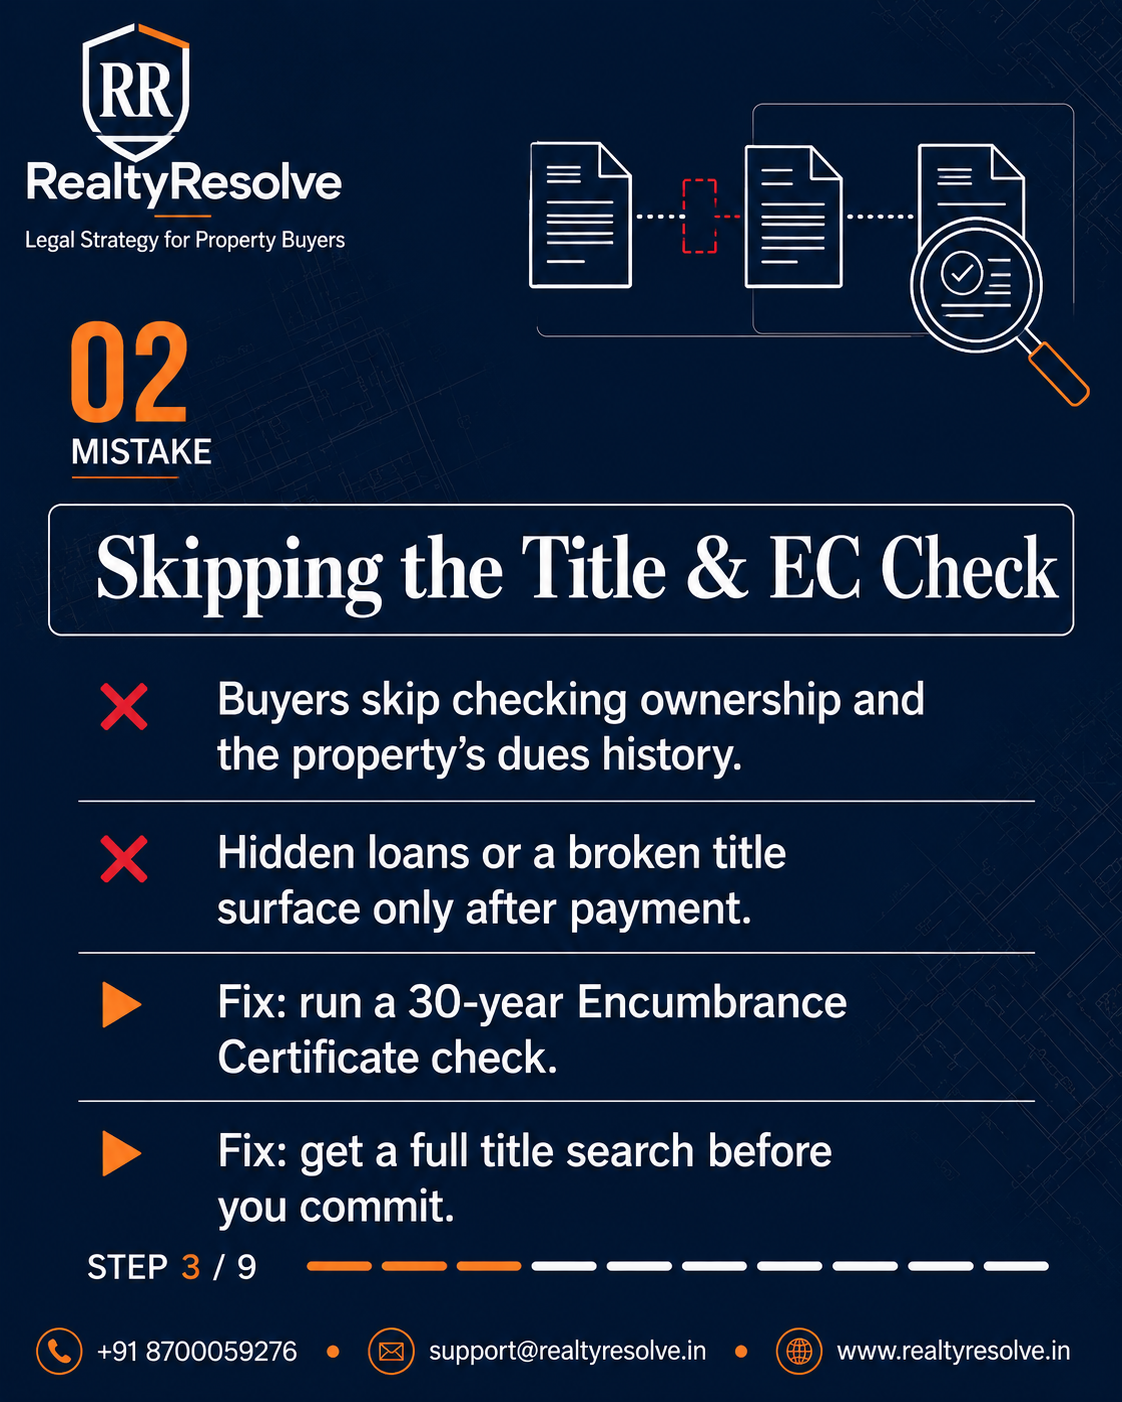 RR
RealtyResolve
Legal Strategy for Property Buyers
02
MISTAKE
Skipping the Title & EC Check
Buyers skip checking ownership and
the property’s dues history.
Hidden loans or a broken title
surface only after payment.
Fix: run a 30-year Encumbrance
Certificate check.
Fix: get a full title search before
you commit.
STEP 3 / 9
+91 8700059276 • support@realtyresolve.in • www.realtyresolve.in